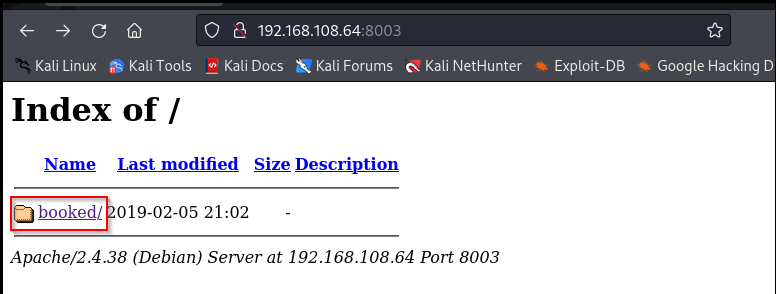 192.168.108.64:8003
Kali Linux Kali Tools Kali Docs Kali Forums Kali NetHunter Exploit-DB Google Hacking D
Index of /
Name Last modified Size Description
booked/ 2019-02-05 21:02 -
Apache/2.4.38 (Debian) Server at 192.168.108.64 Port 8003